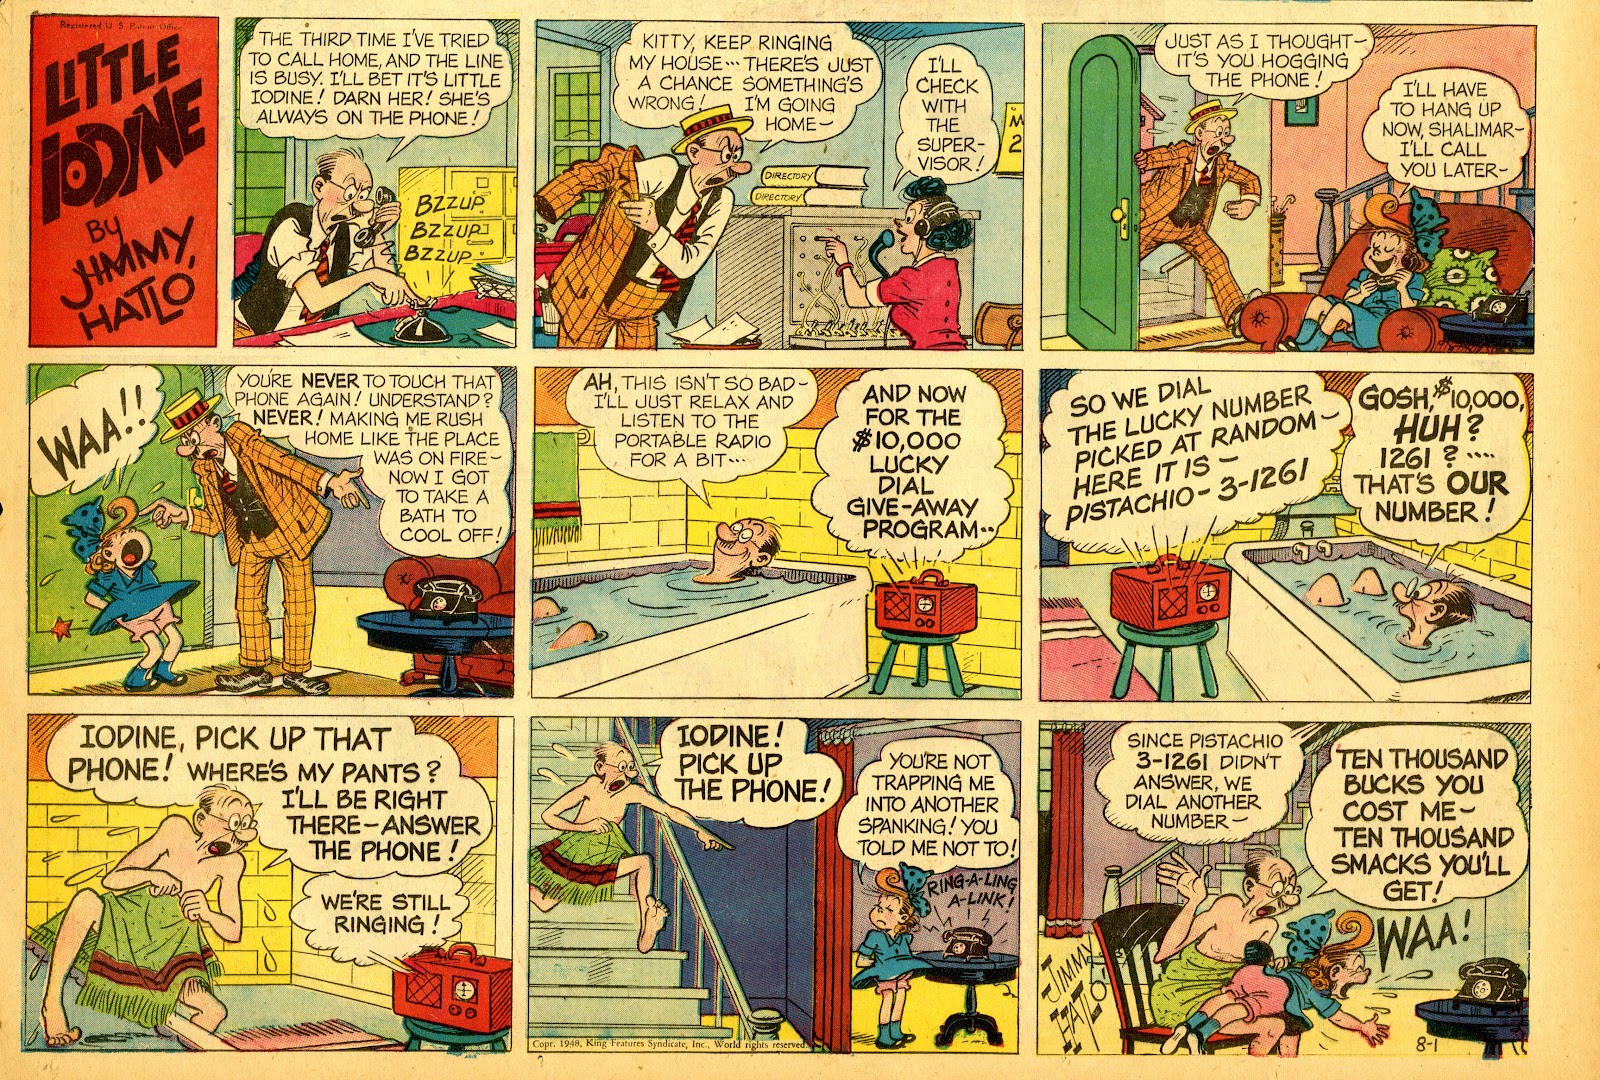 Registered U. S. Patent Office
LITTLE
IODINE
BY
JIMMY
HATLO
THE THIRD TIME I'VE TRIED
TO CALL HOME, AND THE LINE
IS BUSY. I'LL BET IT'S LITTLE
IODINE! DARN HER! SHE'S
ALWAYS ON THE PHONE!
BZZUP
BZZUP
BZZUP
KITTY, KEEP RINGING
MY HOUSE--- THERE'S JUST
A CHANCE SOMETHING'S
WRONG! I'M GOING
HOME—
DIRECTORY
DIRECTORY
I'LL
CHECK
WITH
THE
SUPER-
VISOR!
M
2
JUST AS I THOUGHT—
IT'S YOU HOGGING
THE PHONE!
I'LL HAVE
TO HANG UP
NOW, SHALIMAR—
I'LL CALL
YOU LATER—
WAA!!
YOU'RE NEVER TO TOUCH THAT
PHONE AGAIN! UNDERSTAND?
NEVER! MAKING ME RUSH
HOME LIKE THE PLACE
WAS ON FIRE—
NOW I GOT
TO TAKE A
BATH TO
COOL OFF!
AH, THIS ISN'T SO BAD—
I'LL JUST RELAX AND
LISTEN TO THE
PORTABLE RADIO
FOR A BIT---
AND NOW
FOR THE
$10,000
LUCKY
DIAL
GIVE-AWAY
PROGRAM--
SO WE DIAL
THE LUCKY NUMBER
PICKED AT RANDOM—
HERE IT IS—
PISTACHIO-3-1261
GOSH, $10,000,
HUH?
1261?----
THAT'S OUR
NUMBER!
IODINE, PICK UP THAT
PHONE! WHERE'S MY PANTS?
I'LL BE RIGHT
THERE—ANSWER
THE PHONE!
WE'RE STILL
RINGING!
IODINE!
PICK UP
THE PHONE!
YOU'RE NOT
TRAPPING ME
INTO ANOTHER
SPANKING! YOU
TOLD ME NOT TO!
RING-A-LING
A-LINK!
Copr. 1948, King Features Syndicate, Inc., World rights reserved.
SINCE PISTACHIO
3-1261 DIDN'T
ANSWER, WE
DIAL ANOTHER
NUMBER—
TEN THOUSAND
BUCKS YOU
COST ME—
TEN THOUSAND
SMACKS YOU'LL
GET!
WAA!
JIMMY
HATLO
8-1